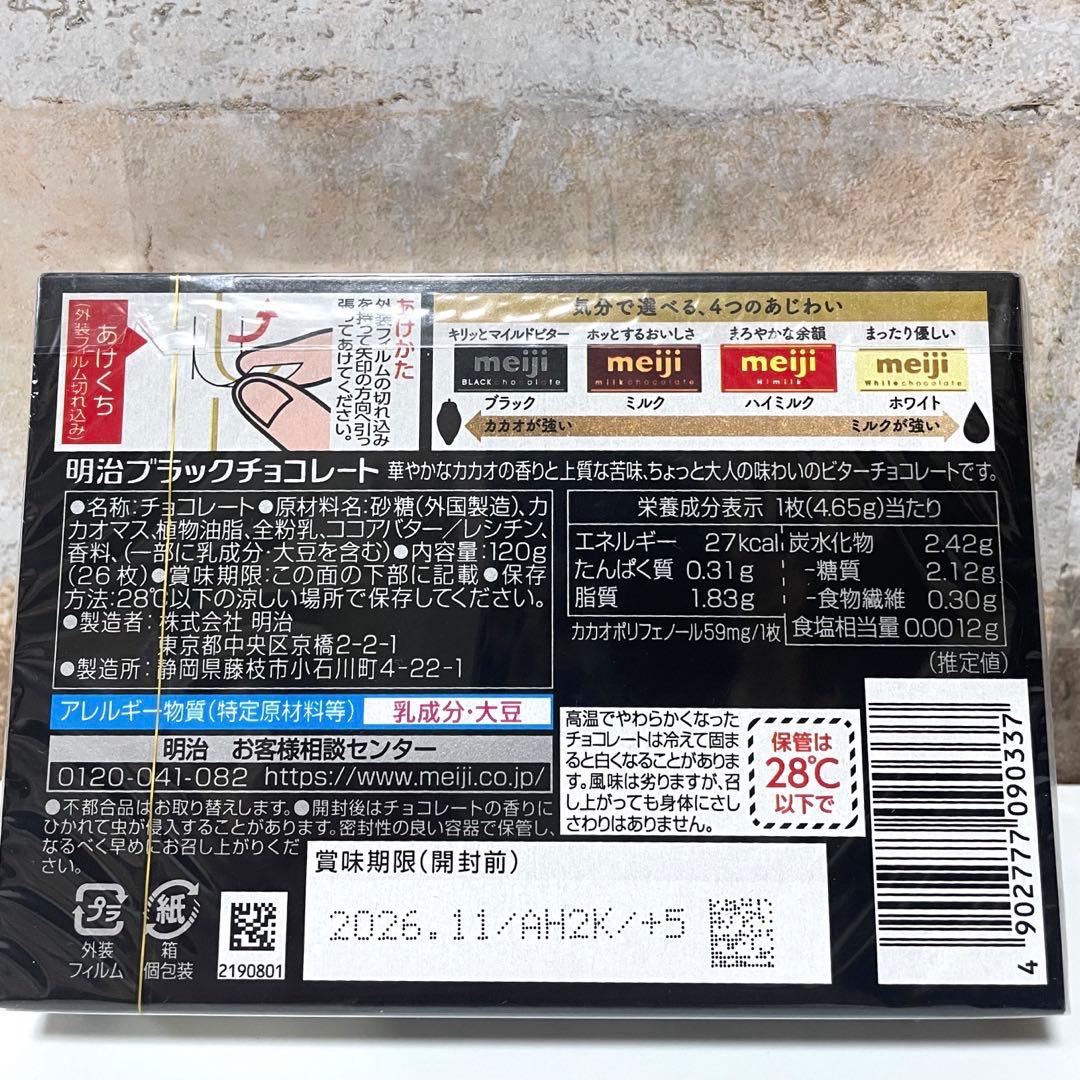 あけくち
(外装フィルム切れ込み)
あけかた
外装フィルムの切れ込み
を持って矢印の方向へ引っ
張ってあけてください。
気分で選べる、4つのあじわい
キリッとマイルドビター
ホッとするおいしさ
まろやかな余韻
まったり優しい
meiji
BLACK chocolate
meiji
milk chocolate
meiji
Himilk
meiji
White chocolate
ブラック
ミルク
ハイミルク
ホワイト
カカオが強い
ミルクが強い
明治ブラックチョコレート 華やかなカカオの香りと上質な苦味、ちょっと大人の味わいのビターチョコレートです。
●名称:チョコレート●原材料名:砂糖(外国製造)、カ
カオマス、植物油脂、全粉乳、ココアバター/レシチン、
香料、(一部に乳成分・大豆を含む)●内容量:120g
(26枚)●賞味期限:この面の下部に記載●保存
方法:28℃以下の涼しい場所で保存してください。
●製造者:株式会社 明治
東京都中央区京橋2-2-1
●製造所:静岡県藤枝市小石川町4-22-1
栄養成分表示 1枚(4.65g)当たり
エネルギー 27kcal
たんぱく質 0.31g
脂質 1.83g
炭水化物 2.42g
-糖質 2.12g
-食物繊維 0.30g
カカオポリフェノール59mg/1枚
食塩相当量 0.0012g
(推定値)
アレルギー物質(特定原材料等) 乳成分・大豆
明治 お客様相談センター
0120-041-082 https://www.meiji.co.jp/
●不都合品はお取り替えします。●開封後はチョコレートの香りに
ひかれて虫が侵入することがあります。密封性の良い容器で保管し、
なるべく早めにお召し上がりくだ
さい。
高温でやわらかくなった
チョコレートは冷えて固ま
ると白くなることがありま
す。風味は劣りますが、召
し上がっても身体にさし
さわりはありません。
保管は
28℃
以下で
プラ
外装
フィルム
紙
箱
個包装
2190801
賞味期限(開封前)
2026.11/AH2K/+5
4902777090337